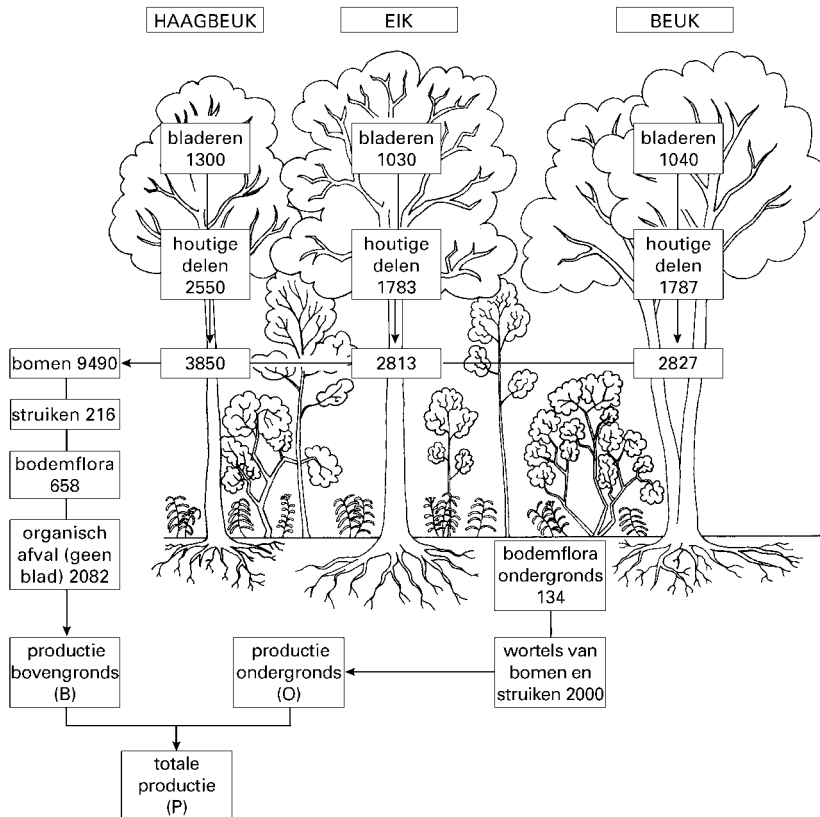 HAAGBEUK
EIK
BEUK
bladeren
1300
bladeren
1030
bladeren
1040
houtige
delen
2550
houtige
delen
1783
houtige
delen
1787
bomen 9490
3850
2813
2827
struiken 216
bodemflora
658
organisch
afval (geen
blad) 2082
bodemflora
ondergronds
134
productie
bovengronds
(B)
productie
ondergronds
(O)
wortels van
bomen en
struiken 2000
totale
productie
(P)